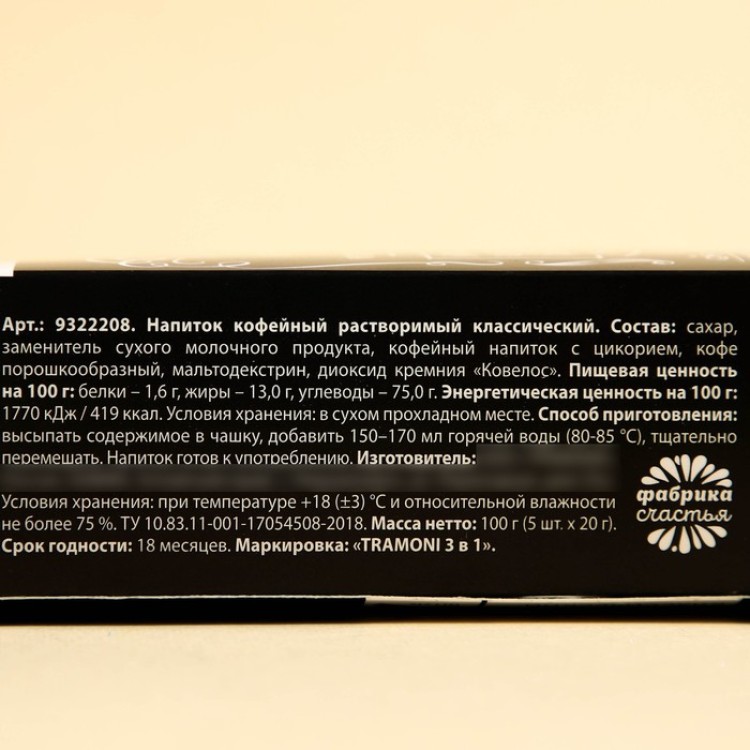 Арт.: 9322208. Напиток кофейный растворимый классический. Состав: сахар,
заменитель сухого молочного продукта, кофейный напиток с цикорием, кофе
порошкообразный, мальтодекстрин, диоксид кремния «Ковелос». Пищевая ценность
на 100 г: белки – 1,6 г, жиры – 13,0 г, углеводы – 75,0 г. Энергетическая ценность на 100 г:
1770 кДж / 419 ккал. Условия хранения: в сухом прохладном месте. Способ приготовления:
высыпать содержимое в чашку, добавить 150–170 мл горячей воды (80-85 °C), тщательно
перемешать. Напиток готов к употреблению. Изготовитель:
Условия хранения: при температуре +18 (±3) °C и относительной влажности
не более 75 %. ТУ 10.83.11-001-17054508-2018. Масса нетто: 100 г (5 шт. x 20 г).
Срок годности: 18 месяцев. Маркировка: «TRAMONI 3 в 1».
фабрика
счастья